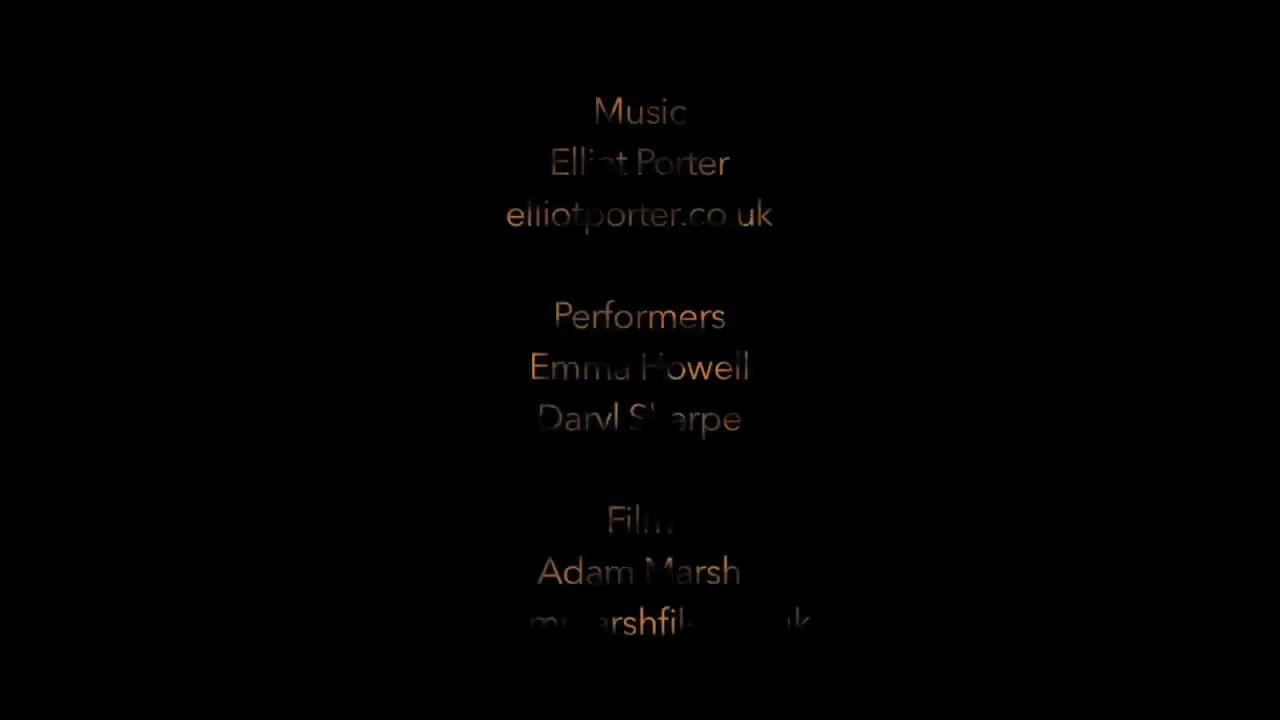 Music
Elliot Porter
elliotporter.co.uk
Performers
Emma Howell
Daryl Sharpe
Film
Adam Marsh